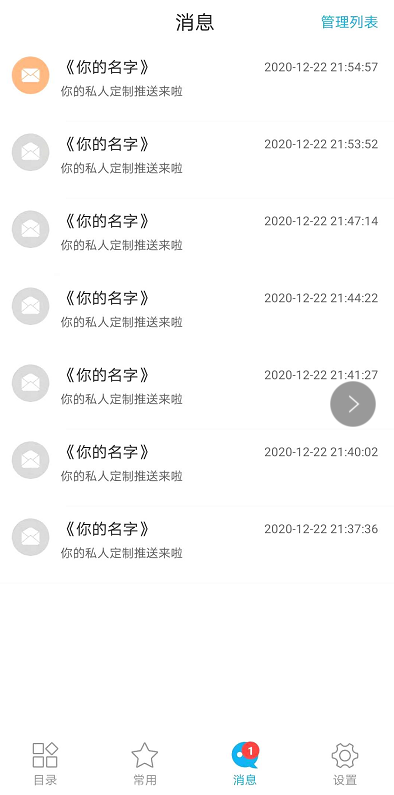 消息
管理列表
《你的名字》 2020-12-22 21:54:57
你的私人定制推送来啦
《你的名字》 2020-12-22 21:53:52
你的私人定制推送来啦
《你的名字》 2020-12-22 21:47:14
你的私人定制推送来啦
《你的名字》 2020-12-22 21:44:22
你的私人定制推送来啦
《你的名字》 2020-12-22 21:41:27
你的私人定制推送来啦
《你的名字》 2020-12-22 21:40:02
你的私人定制推送来啦
《你的名字》 2020-12-22 21:37:36
你的私人定制推送来啦
1
目录 常用 消息 设置